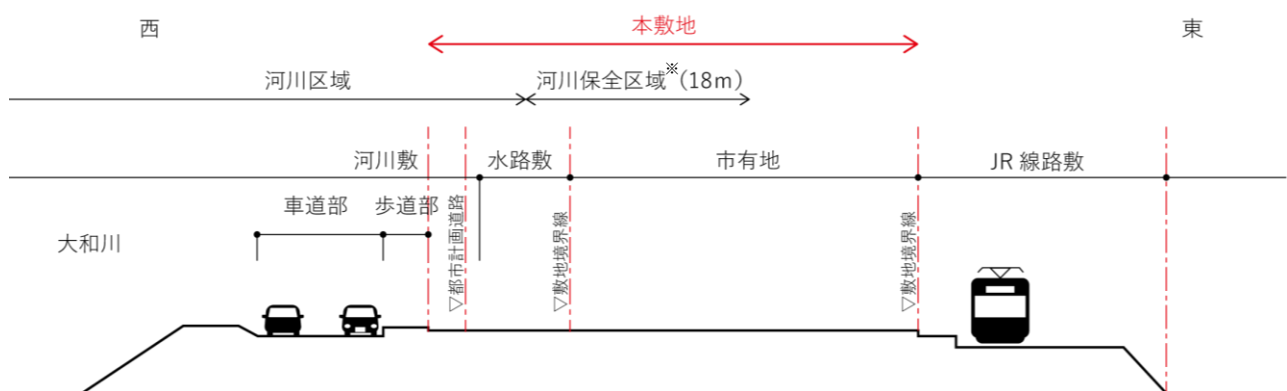 西
本敷地
東
河川区域
河川保全区域※(18m)
河川敷
水路敷
市有地
JR 線路敷
車道部
歩道部
大和川
▽都市計画道路
▽敷地境界線
▽敷地境界線